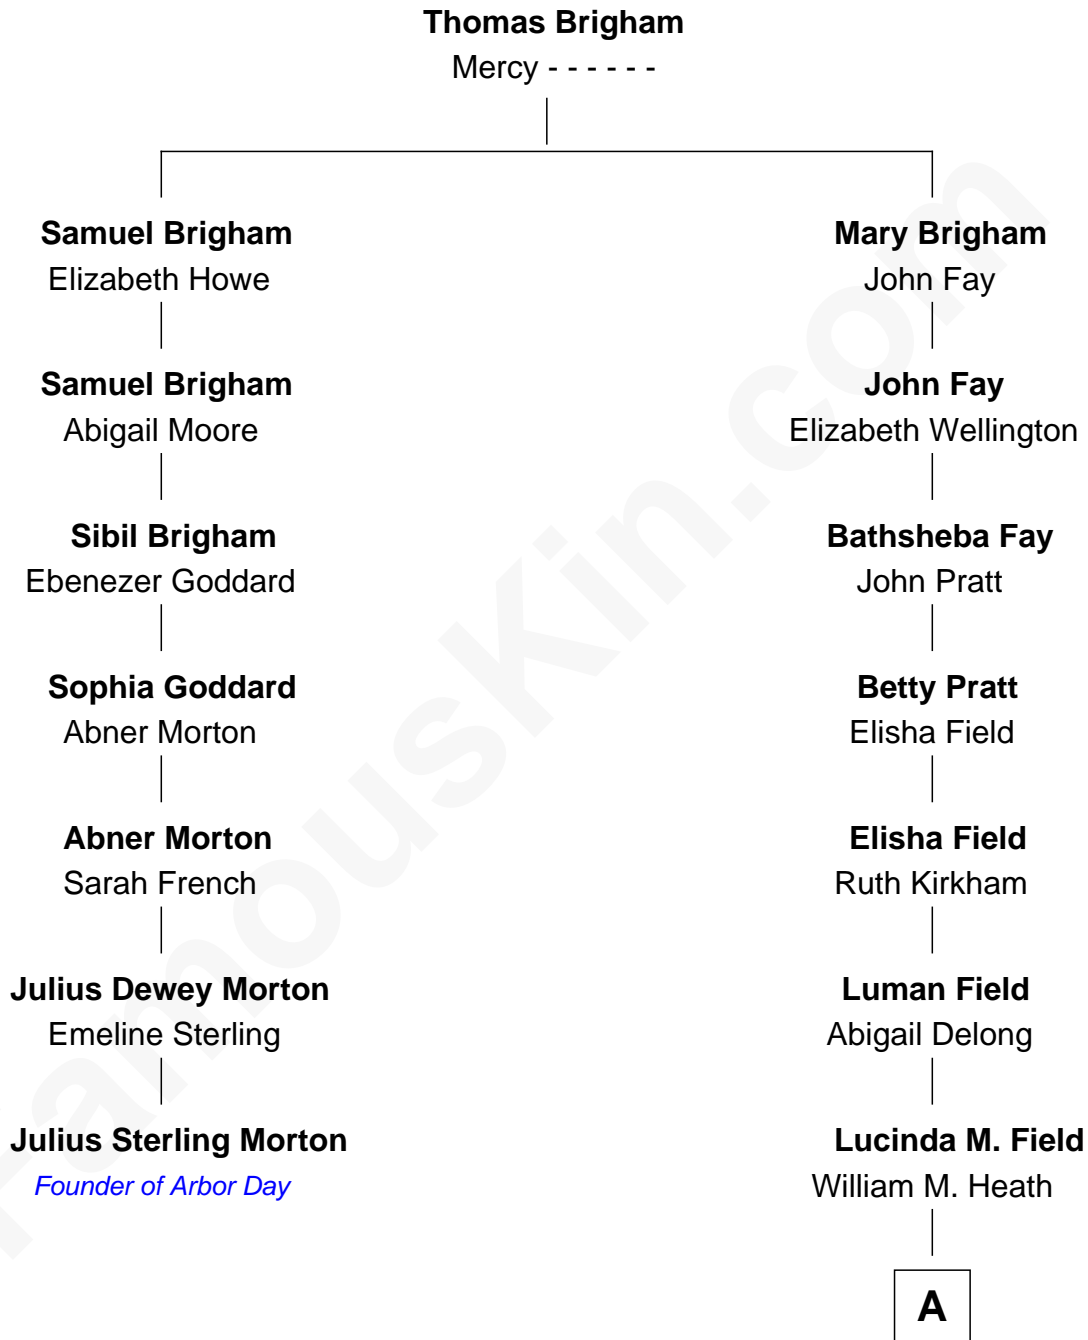 Thomas Brigham
Mercy - - - - - -
Samuel Brigham
Elizabeth Howe
Mary Brigham
John Fay
Samuel Brigham
Abigail Moore
John Fay
Elizabeth Wellington
Sibil Brigham
Ebenezer Goddard
Bathsheba Fay
John Pratt
Sophia Goddard
Abner Morton
Betty Pratt
Elisha Field
Abner Morton
Sarah French
Elisha Field
Ruth Kirkham
Julius Dewey Morton
Emeline Sterling
Luman Field
Abigail Delong
Julius Sterling Morton
Founder of Arbor Day
Lucinda M. Field
William M. Heath
A
FamousKin.com